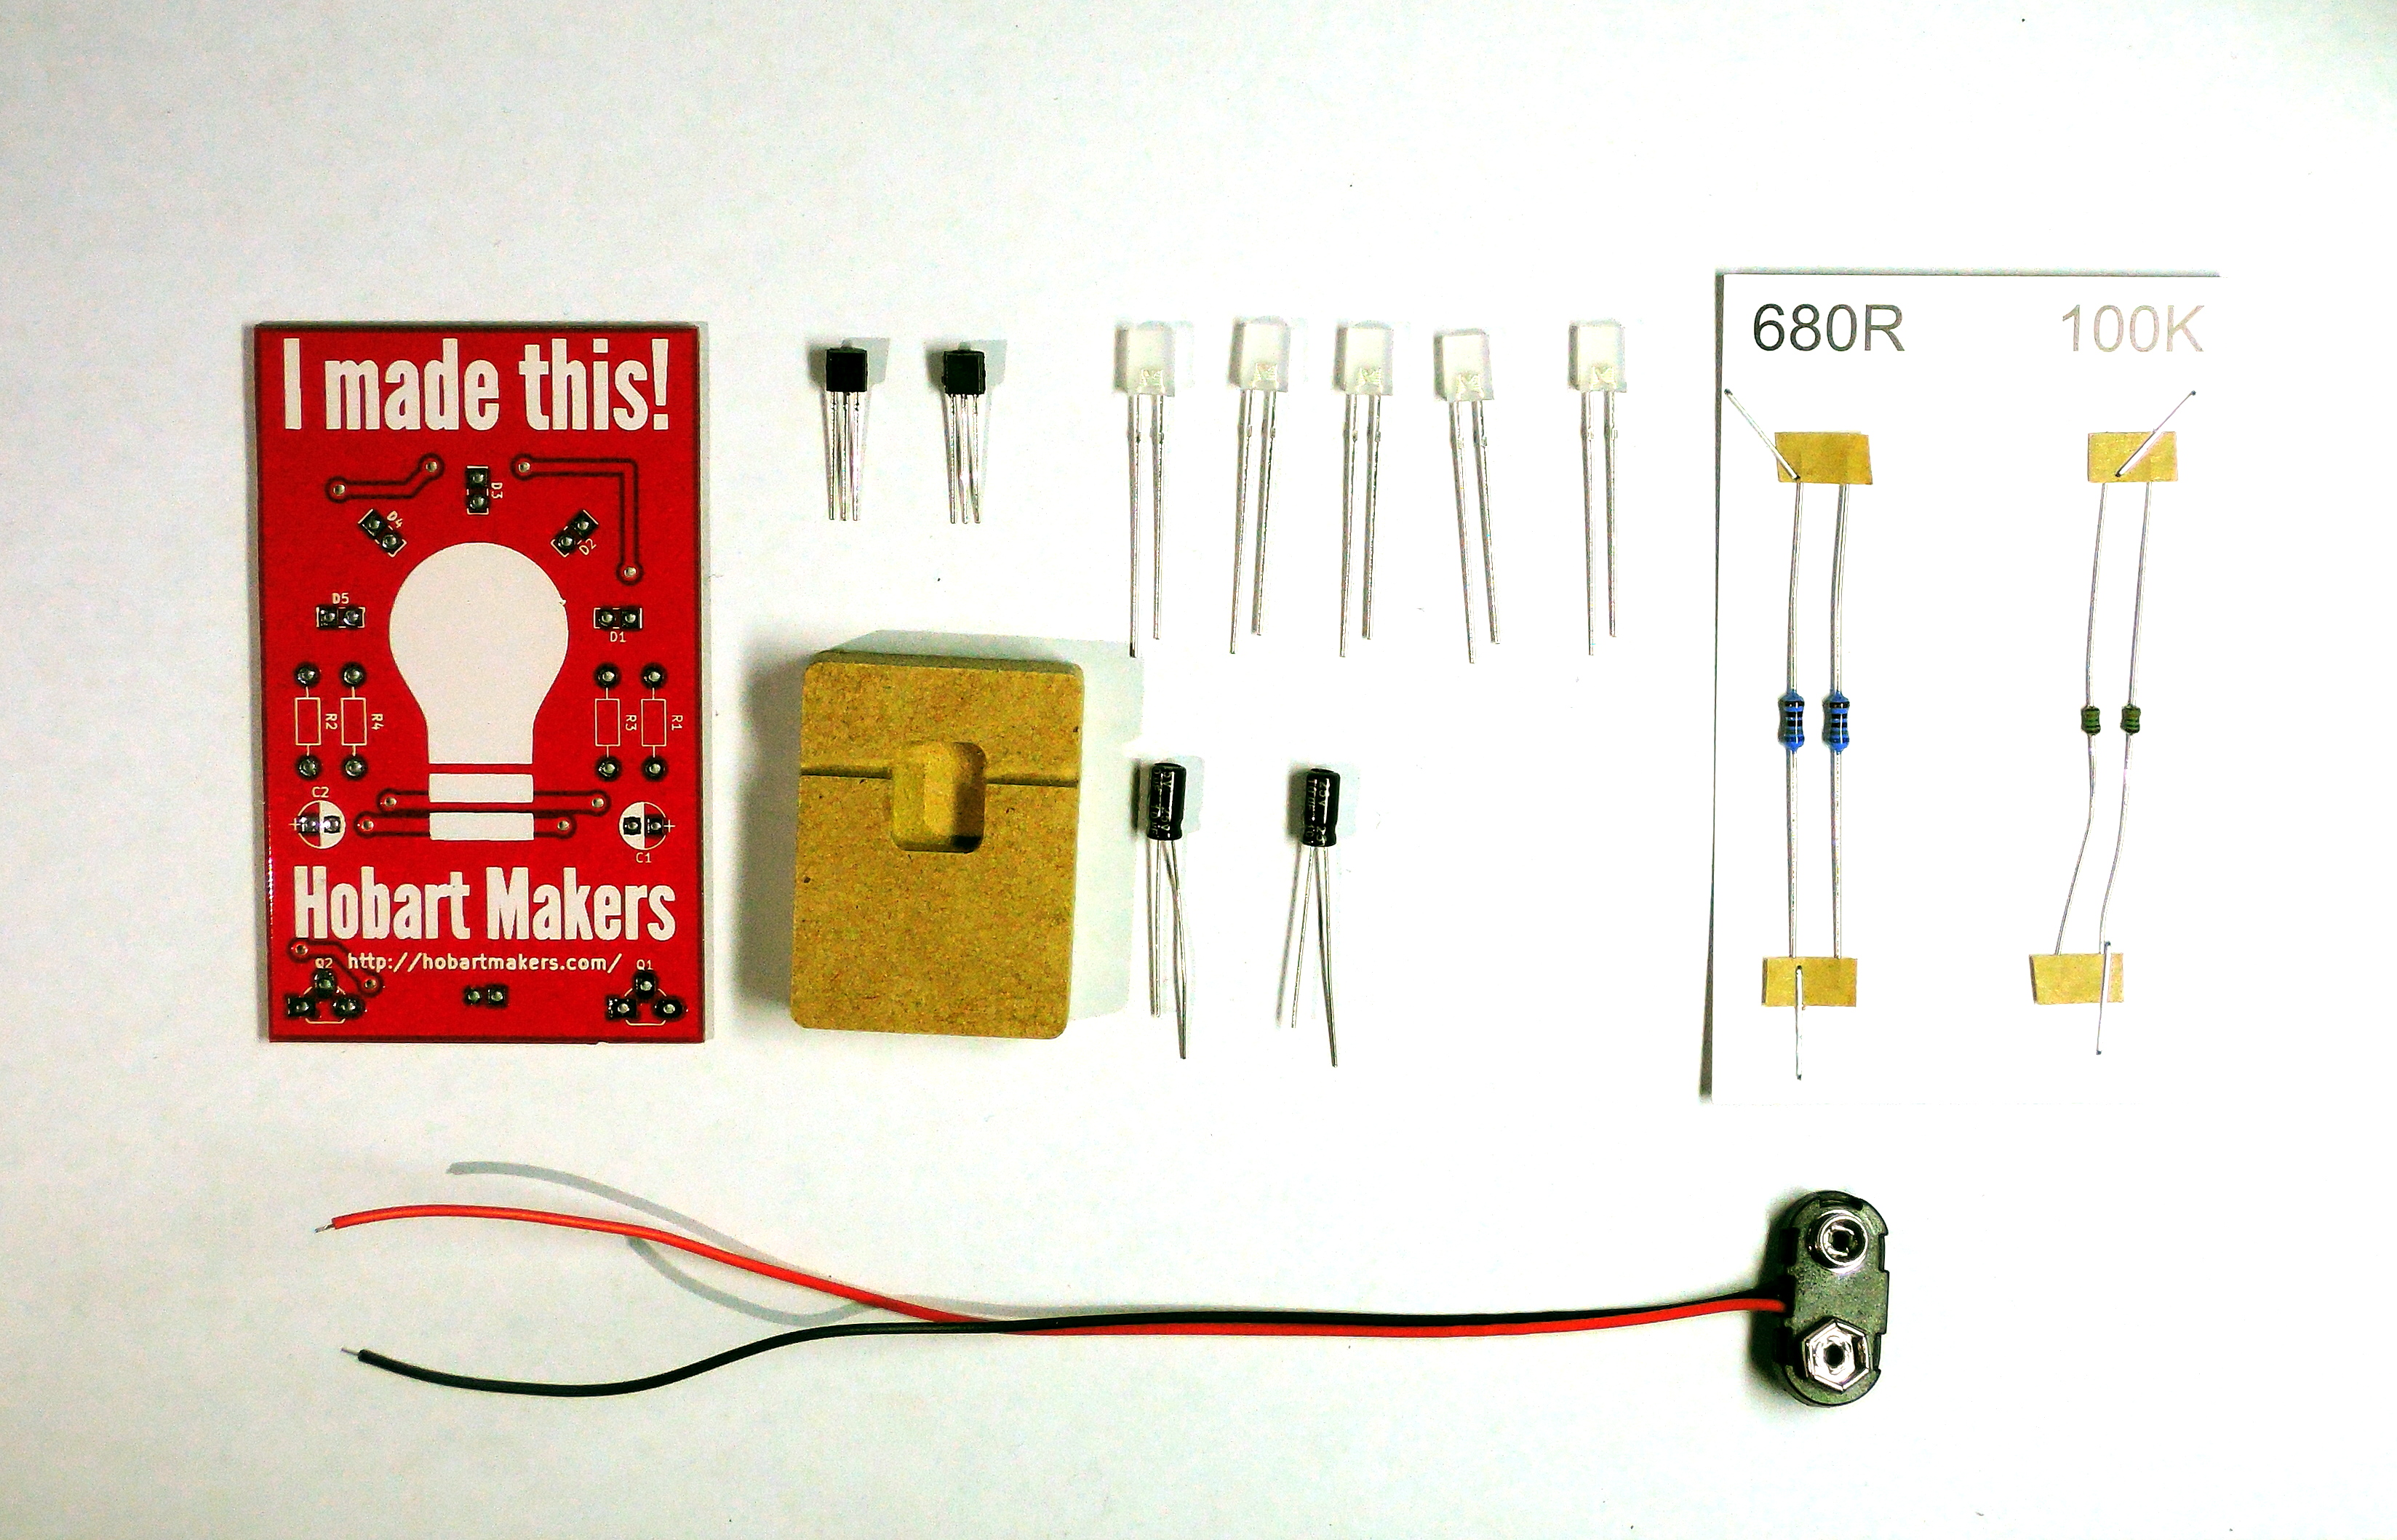 I made this!
D3
D4
D2
D5
D1
R2
R4
R3
R1
C2
+
+
C1
Hobart Makers
http://hobartmakers.com/
Q2
Q1
680R
100K
25V